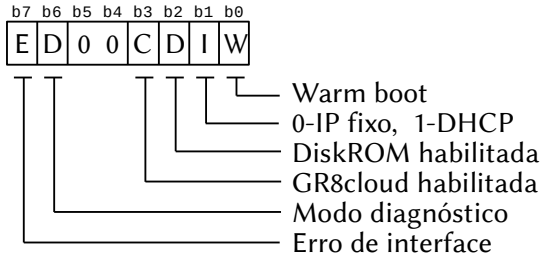 b7 b6 b5 b4 b3 b2 b1 b0
E D 0 0 C D I W
Warm boot
0-IP fixo, 1-DHCP
DiskROM habilitada
GR8cloud habilitada
Modo diagnóstico
Erro de interface